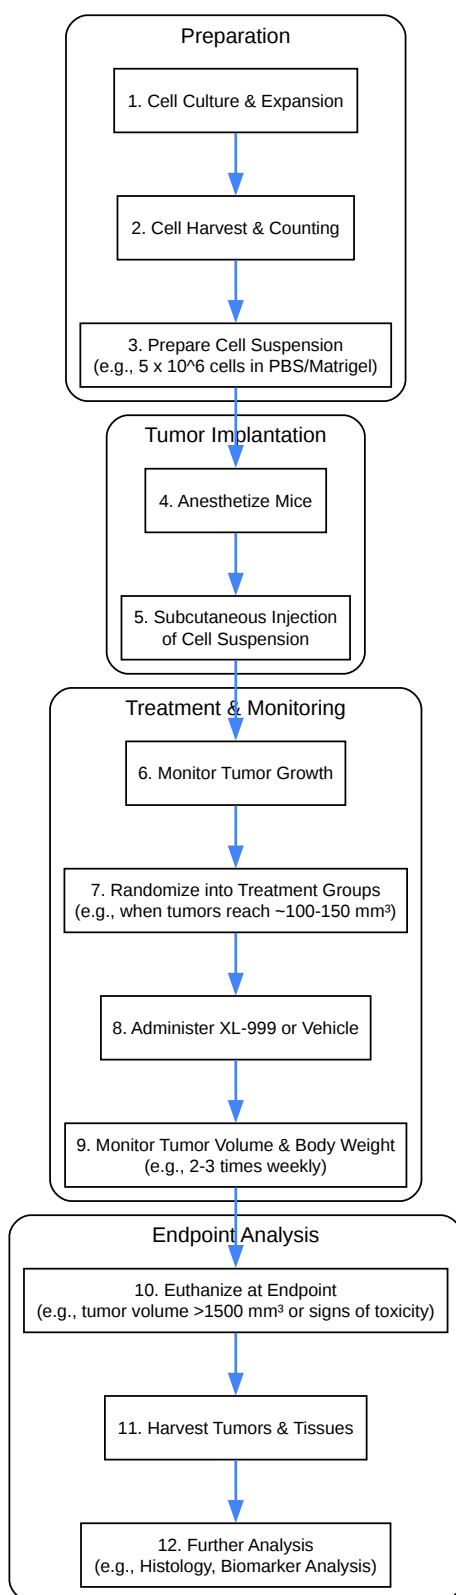 Preparation
1. Cell Culture & Expansion
2. Cell Harvest & Counting
3. Prepare Cell Suspension
(e.g., 5 x 10^6 cells in PBS/Matrigel)
Tumor Implantation
4. Anesthetize Mice
5. Subcutaneous Injection
of Cell Suspension
Treatment & Monitoring
6. Monitor Tumor Growth
7. Randomize into Treatment Groups
(e.g., when tumors reach ~100-150 mm³)
8. Administer XL-999 or Vehicle
9. Monitor Tumor Volume & Body Weight
(e.g., 2-3 times weekly)
Endpoint Analysis
10. Euthanize at Endpoint
(e.g., tumor volume >1500 mm³ or signs of toxicity)
11. Harvest Tumors & Tissues
12. Further Analysis
(e.g., Histology, Biomarker Analysis)